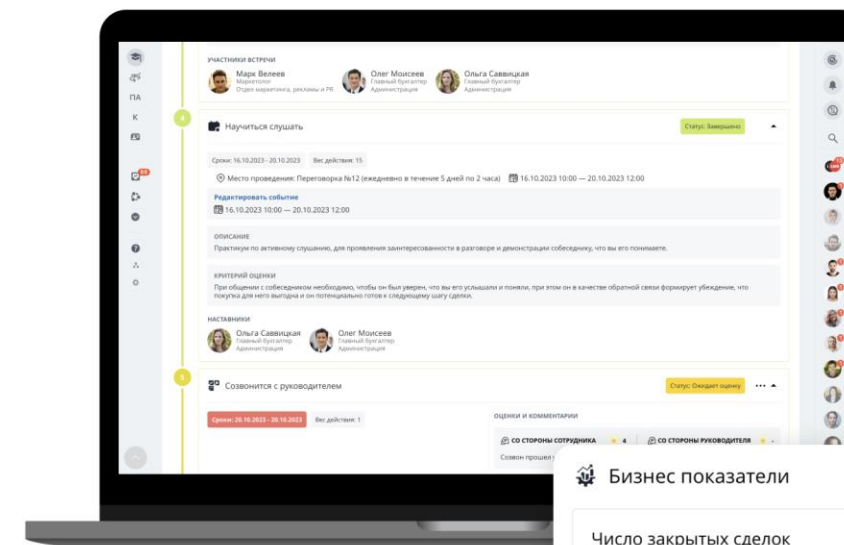 УЧАСТНИКИ ВСТРЕЧИ
Марк Велеев
Маркетолог
Отдел маркетинга, рекламы и PR
Олег Моисеев
Главный бухгалтер
Администрация
Ольга Саввицкая
Главный бухгалтер
Администрация
4
Научиться слушать
Статус: Завершено
Сроки: 16.10.2023 - 20.10.2023
Вес действия: 15
Место проведения: Переговорка №12 (ежедневно в течение 5 дней по 2 часа)
16.10.2023 10:00 — 20.10.2023 12:00
Редактировать событие
16.10.2023 10:00 — 20.10.2023 12:00
ОПИСАНИЕ
Практикум по активному слушанию, для проявления заинтересованности в разговоре и демонстрации собеседнику, что вы его понимаете.
КРИТЕРИЙ ОЦЕНКИ
При общении с собеседником необходимо, чтобы он был уверен, что вы его услышали и поняли, при этом он в качестве обратной связи формирует убеждение, что
покупка для него выгодна и он потенциально готов к следующему шагу сделки.
НАСТАВНИКИ
Ольга Саввицкая
Главный бухгалтер
Администрация
Олег Моисеев
Главный бухгалтер
Администрация
5
Созвонится с руководителем
Статус: Ожидает оценку
Сроки: 20.10.2023 - 20.10.2023
Вес действия: 1
ОЦЕНКИ И КОММЕНТАРИИ
СО СТОРОНЫ СОТРУДНИКА
4
СО СТОРОНЫ РУКОВОДИТЕЛЯ
-
Созвон прошел
ПА
К
Бизнес показатели
Число закрытых сделок